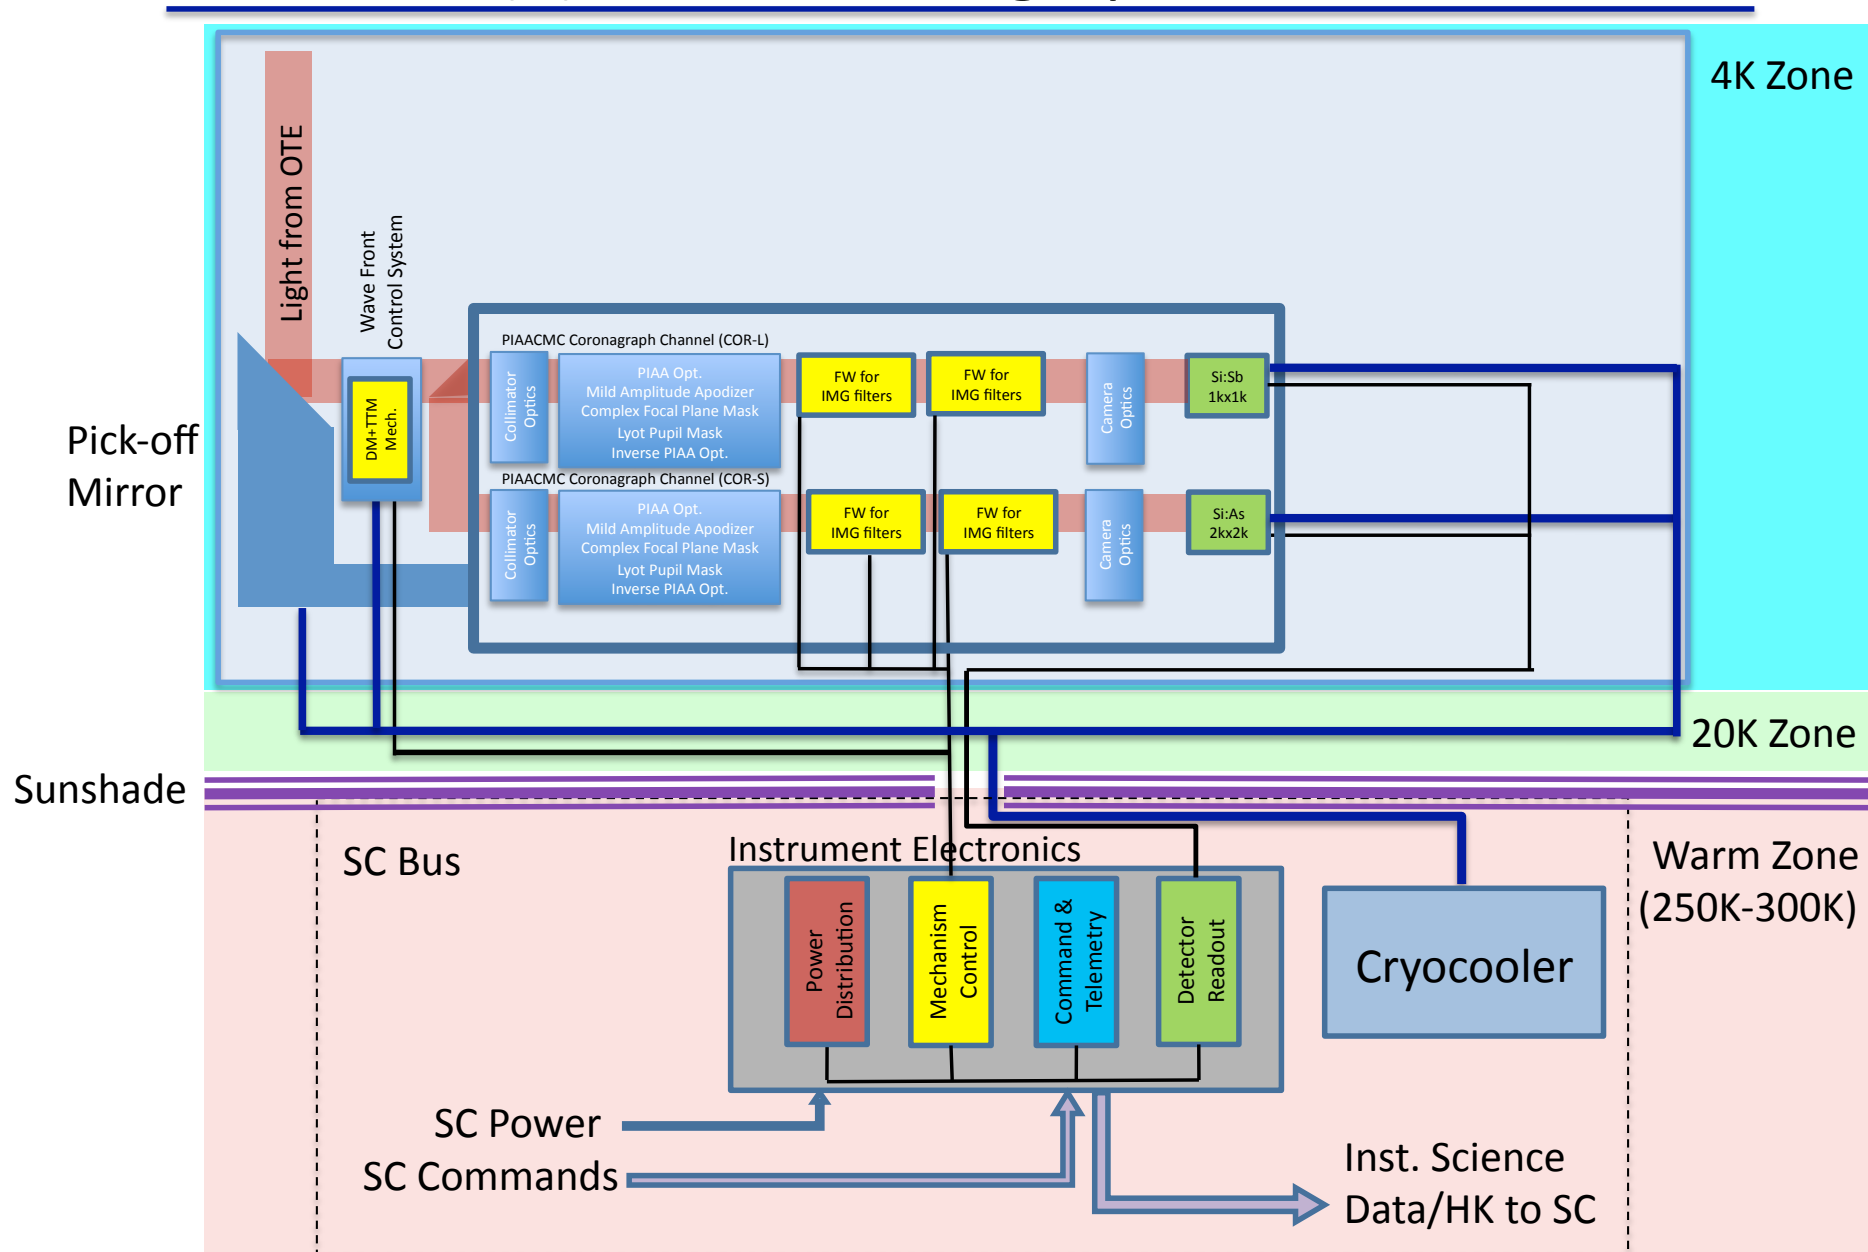 4K Zone
Light from OTE
Wave Front
Control System
Pick-off
Mirror
DM+TTM
Mech.
PIAACMC Coronagraph Channel (COR-L)
Collimator
Optics
PIAA Opt.
Mild Amplitude Apodizer
Complex Focal Plane Mask
Lyot Pupil Mask
Inverse PIAA Opt.
FW for
IMG filters
FW for
IMG filters
Camera
Optics
Si:Sb
1kx1k
PIAACMC Coronagraph Channel (COR-S)
Collimator
Optics
PIAA Opt.
Mild Amplitude Apodizer
Complex Focal Plane Mask
Lyot Pupil Mask
Inverse PIAA Opt.
FW for
IMG filters
FW for
IMG filters
Camera
Optics
Si:As
2kx2k
20K Zone
Sunshade
SC Bus
Instrument Electronics
Warm Zone
(250K-300K)
Power
Distribution
Mechanism
Control
Command &
Telemetry
Detector
Readout
Cryocooler
SC Power
SC Commands
Inst. Science
Data/HK to SC